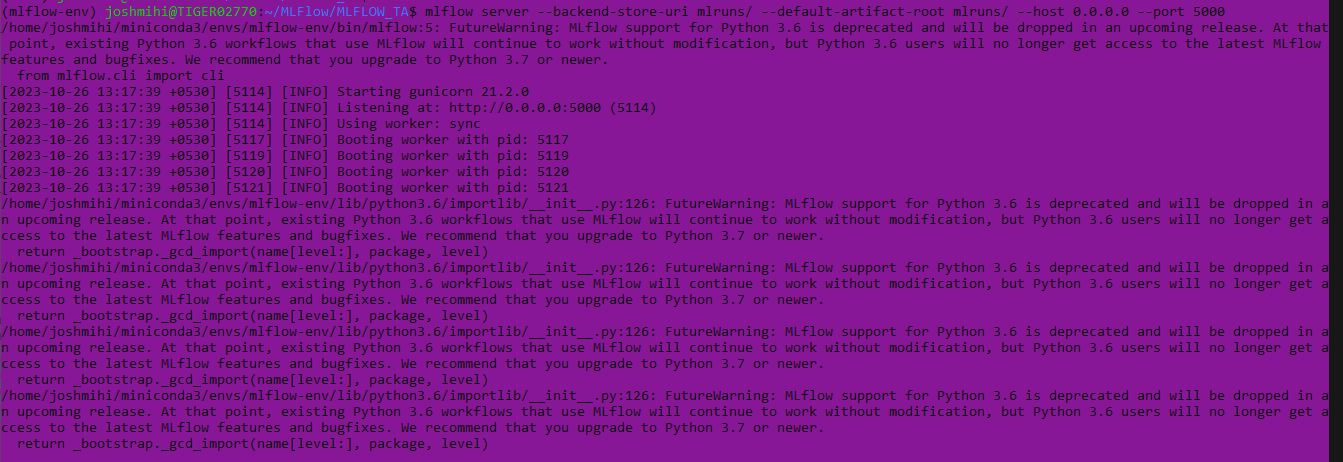 (mlflow-env) joshmihi@TIGER02770:~/MLFlow/MLFLOW_TA$ mlflow server --backend-store-uri mlruns/ --default-artifact-root mlruns/ --host 0.0.0.0 --port 5000
/home/joshmihi/miniconda3/envs/mlflow-env/bin/mlflow:5: FutureWarning: MLflow support for Python 3.6 is deprecated and will be dropped in an upcoming release. At that
 point, existing Python 3.6 workflows that use MLflow will continue to work without modification, but Python 3.6 users will no longer get access to the latest MLflow
features and bugfixes. We recommend that you upgrade to Python 3.7 or newer.
  from mlflow.cli import cli
[2023-10-26 13:17:39 +0530] [5114] [INFO] Starting gunicorn 21.2.0
[2023-10-26 13:17:39 +0530] [5114] [INFO] Listening at: http://0.0.0.0:5000 (5114)
[2023-10-26 13:17:39 +0530] [5114] [INFO] Using worker: sync
[2023-10-26 13:17:39 +0530] [5117] [INFO] Booting worker with pid: 5117
[2023-10-26 13:17:39 +0530] [5119] [INFO] Booting worker with pid: 5119
[2023-10-26 13:17:39 +0530] [5120] [INFO] Booting worker with pid: 5120
[2023-10-26 13:17:39 +0530] [5121] [INFO] Booting worker with pid: 5121
/home/joshmihi/miniconda3/envs/mlflow-env/lib/python3.6/importlib/__init__.py:126: FutureWarning: MLflow support for Python 3.6 is deprecated and will be dropped in a
n upcoming release. At that point, existing Python 3.6 workflows that use MLflow will continue to work without modification, but Python 3.6 users will no longer get a
ccess to the latest MLflow features and bugfixes. We recommend that you upgrade to Python 3.7 or newer.
  return _bootstrap._gcd_import(name[level:], package, level)
/home/joshmihi/miniconda3/envs/mlflow-env/lib/python3.6/importlib/__init__.py:126: FutureWarning: MLflow support for Python 3.6 is deprecated and will be dropped in a
n upcoming release. At that point, existing Python 3.6 workflows that use MLflow will continue to work without modification, but Python 3.6 users will no longer get a
ccess to the latest MLflow features and bugfixes. We recommend that you upgrade to Python 3.7 or newer.
  return _bootstrap._gcd_import(name[level:], package, level)
/home/joshmihi/miniconda3/envs/mlflow-env/lib/python3.6/importlib/__init__.py:126: FutureWarning: MLflow support for Python 3.6 is deprecated and will be dropped in a
n upcoming release. At that point, existing Python 3.6 workflows that use MLflow will continue to work without modification, but Python 3.6 users will no longer get a
ccess to the latest MLflow features and bugfixes. We recommend that you upgrade to Python 3.7 or newer.
  return _bootstrap._gcd_import(name[level:], package, level)
/home/joshmihi/miniconda3/envs/mlflow-env/lib/python3.6/importlib/__init__.py:126: FutureWarning: MLflow support for Python 3.6 is deprecated and will be dropped in a
n upcoming release. At that point, existing Python 3.6 workflows that use MLflow will continue to work without modification, but Python 3.6 users will no longer get a
ccess to the latest MLflow features and bugfixes. We recommend that you upgrade to Python 3.7 or newer.
  return _bootstrap._gcd_import(name[level:], package, level)